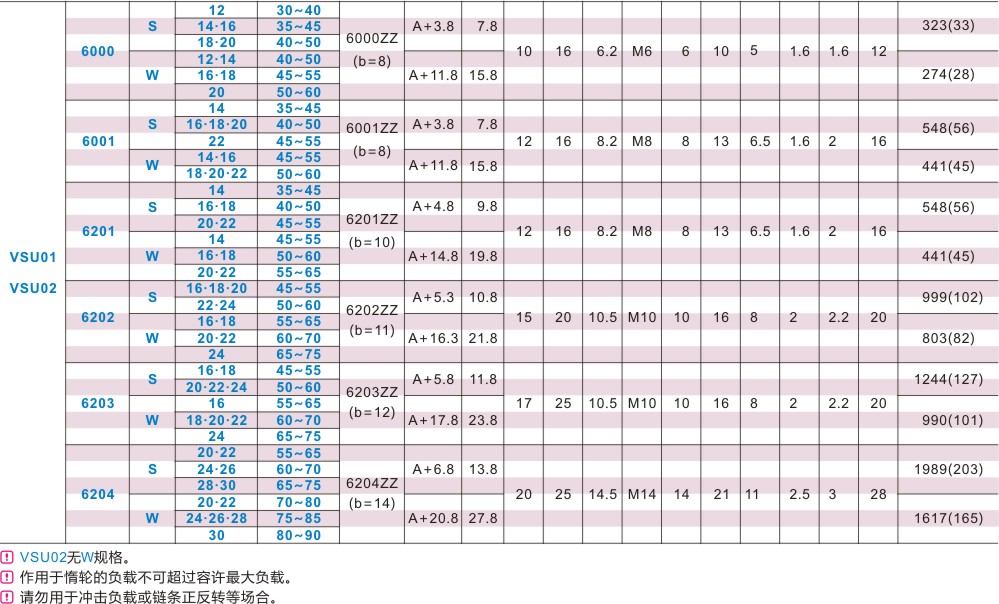 12 30~40
S 14·16 35~45 A+3.8 7.8 323(33)
18·20 40~50 6000ZZ
6000 10 16 6.2 M6 6 10 5 1.6 1.6 12
12·14 40~50 (b=8)
W 16·18 45~55 A+11.8 15.8 274(28)
20 50~60
14 35~45
S 16·18·20 40~50 6001ZZ A+3.8 7.8 548(56)
6001 22 45~55 12 16 8.2 M8 8 13 6.5 1.6 2 16
14·16 45~55 (b=8)
W A+11.8 15.8 441(45)
18·20·22 50~60
14 35~45
S 16·18 40~50 A+4.8 9.8 548(56)
20·22 45~55 6201ZZ
6201 12 16 8.2 M8 8 13 6.5 1.6 2 16
14 45~55 (b=10)
VSU01 W 16·18 50~60 A+14.8 19.8 441(45)
20·22 55~65
VSU02 16·18·20 45~55
S A+5.3 10.8 999(102)
22·24 50~60 6202ZZ
6202 16·18 55~65 15 20 10.5 M10 10 16 8 2 2.2 20
(b=11)
W 20·22 60~70 A+16.3 21.8 803(82)
24 65~75
16·18 45~55
S A+5.8 11.8 1244(127)
20·22·24 50~60 6203ZZ
6203 16 55~65 17 25 10.5 M10 10 16 8 2 2.2 20
(b=12)
W 18·20·22 60~70 A+17.8 23.8 990(101)
24 65~75
20·22 55~65
S 24·26 60~70 A+6.8 13.8 1989(203)
28·30 65~75 6204ZZ
6204 20 25 14.5 M14 14 21 11 2.5 3 28
20·22 70~80 (b=14)
W 24·26·28 75~85 A+20.8 27.8 1617(165)
30 80~90
! VSU02无W规格。
! 作用于惰轮的负载不可超过容许最大负载。
! 请勿用于冲击负载或链条正反转等场合。